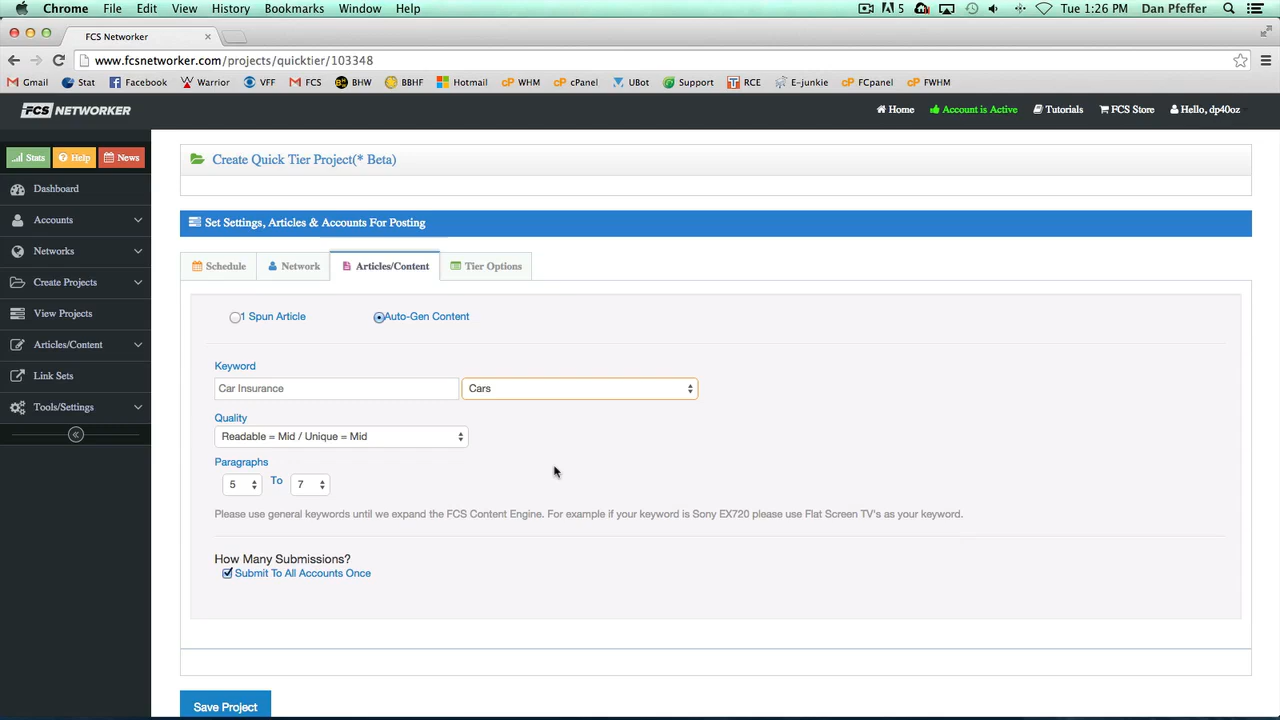 Chrome File Edit View History Bookmarks Window Help 5 Tue 1:26 PM Dan Pfeffer
FCS Networker
www.fcsnetworker.com/projects/quicktier/103348
Gmail Stat Facebook Warrior VFF FCS BHW BBHF Hotmail cP WHM cP cPanel UBot Support RCE E-junkie cP FCpanel cP FWHM
FCS NETWORKER Home Account is Active Tutorials FCS Store Hello, dp40oz
Stats Help News
Dashboard
Accounts
Networks
Create Projects
View Projects
Articles/Content
Link Sets
Tools/Settings
Create Quick Tier Project(* Beta)
Set Settings, Articles & Accounts For Posting
Schedule Network Articles/Content Tier Options
1 Spun Article Auto-Gen Content
Keyword
Car Insurance Cars
Quality
Readable = Mid / Unique = Mid
Paragraphs
5 To 7
Please use general keywords until we expand the FCS Content Engine. For example if your keyword is Sony EX720 please use Flat Screen TV's as your keyword.
How Many Submissions?
Submit To All Accounts Once
Save Project